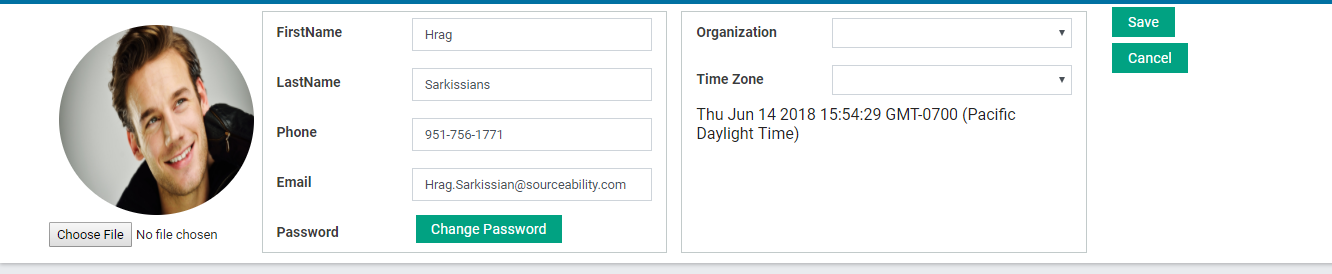 FirstName
Hrag
LastName
Sarkissians
Phone
951-756-1771
Email
Hrag.Sarkissian@sourceability.com
Password
Change Password
Choose File No file chosen
Organization
Time Zone
Thu Jun 14 2018 15:54:29 GMT-0700 (Pacific
Daylight Time)
Save
Cancel